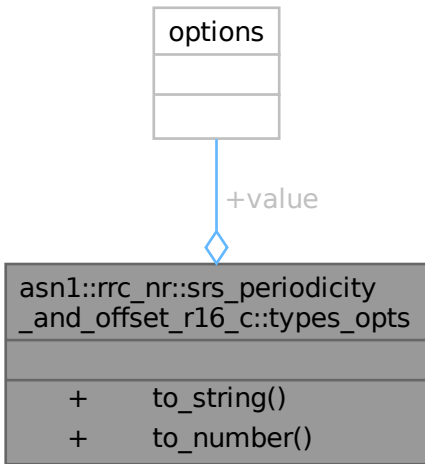 options
+value
asn1::rrc_nr::srs_periodicity
_and_offset_r16_c::types_opts
+ to_string()
+ to_number()